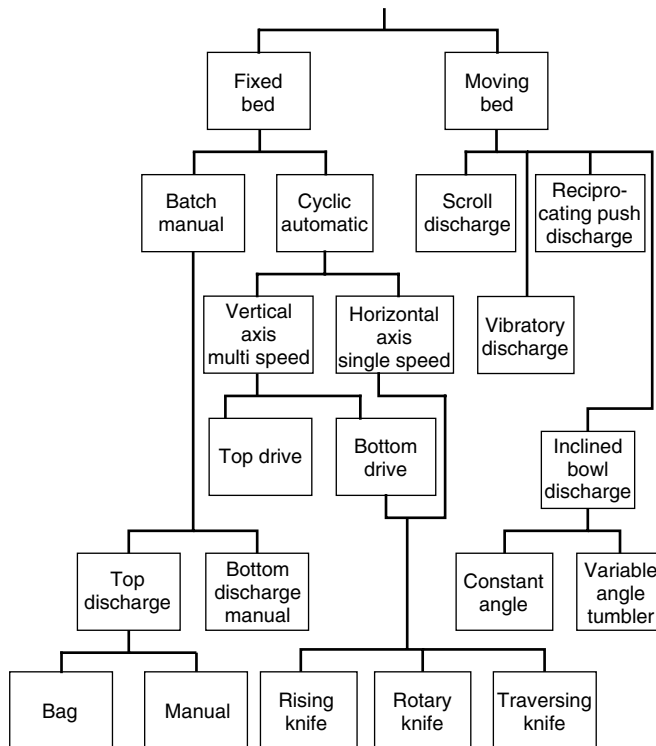 Fixed
bed
Moving
bed
Batch
manual
Cyclic
automatic
Scroll
discharge
Recipro-
cating push
discharge
Vertical
axis
multi speed
Horizontal
axis
single speed
Vibratory
discharge
Top drive
Bottom
drive
Inclined
bowl
discharge
Top
discharge
Bottom
discharge
manual
Constant
angle
Variable
angle
tumbler
Bag
Manual
Rising
knife
Rotary
knife
Traversing
knife